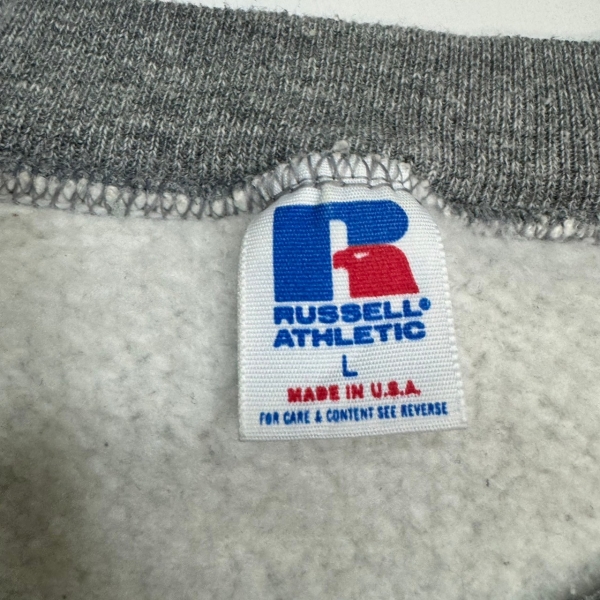 R
RUSSELL®
ATHLETIC
L
MADE IN U.S.A.
FOR CARE & CONTENT SEE REVERSE